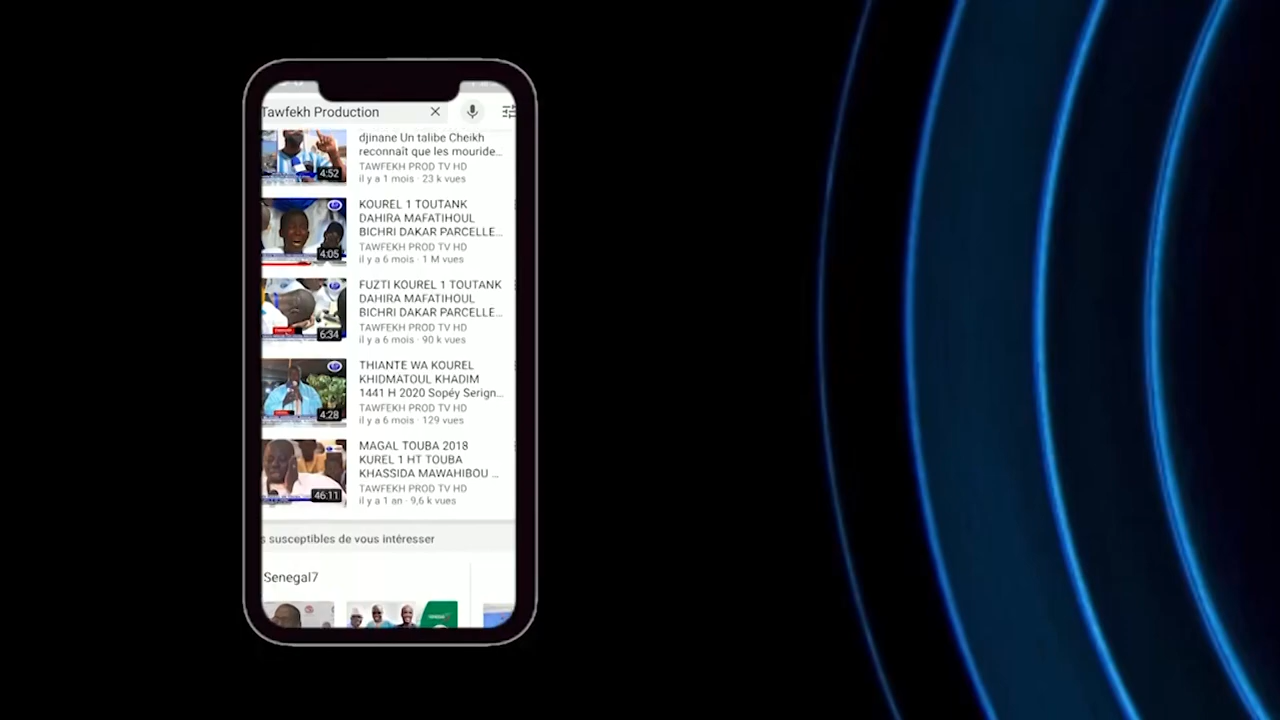 Tawfekh Production
djinane Un talibe Cheikh
reconnaît que les mouride...
TAWFEKH PROD TV HD
il y a 1 mois · 23 k vues
4:52
KOUREL 1 TOUTANK
DAHIRA MAFATIHOUL
BICHRI DAKAR PARCELLE...
TAWFEKH PROD TV HD
il y a 6 mois · 1 M vues
4:05
FUZTI KOUREL 1 TOUTANK
DAHIRA MAFATIHOUL
BICHRI DAKAR PARCELLE...
TAWFEKH PROD TV HD
il y a 6 mois · 90 k vues
6:34
THIANTE WA KOUREL
KHIDMATOUL KHADIM
1441 H 2020 Sopéy Serign...
TAWFEKH PROD TV HD
il y a 6 mois · 129 vues
4:28
MAGAL TOUBA 2018
KUREL 1 HT TOUBA
KHASSIDA MAWAHIBOU ...
TAWFEKH PROD TV HD
il y a 1 an · 9,6 k vues
46:11
s susceptibles de vous intéresser
Senegal7